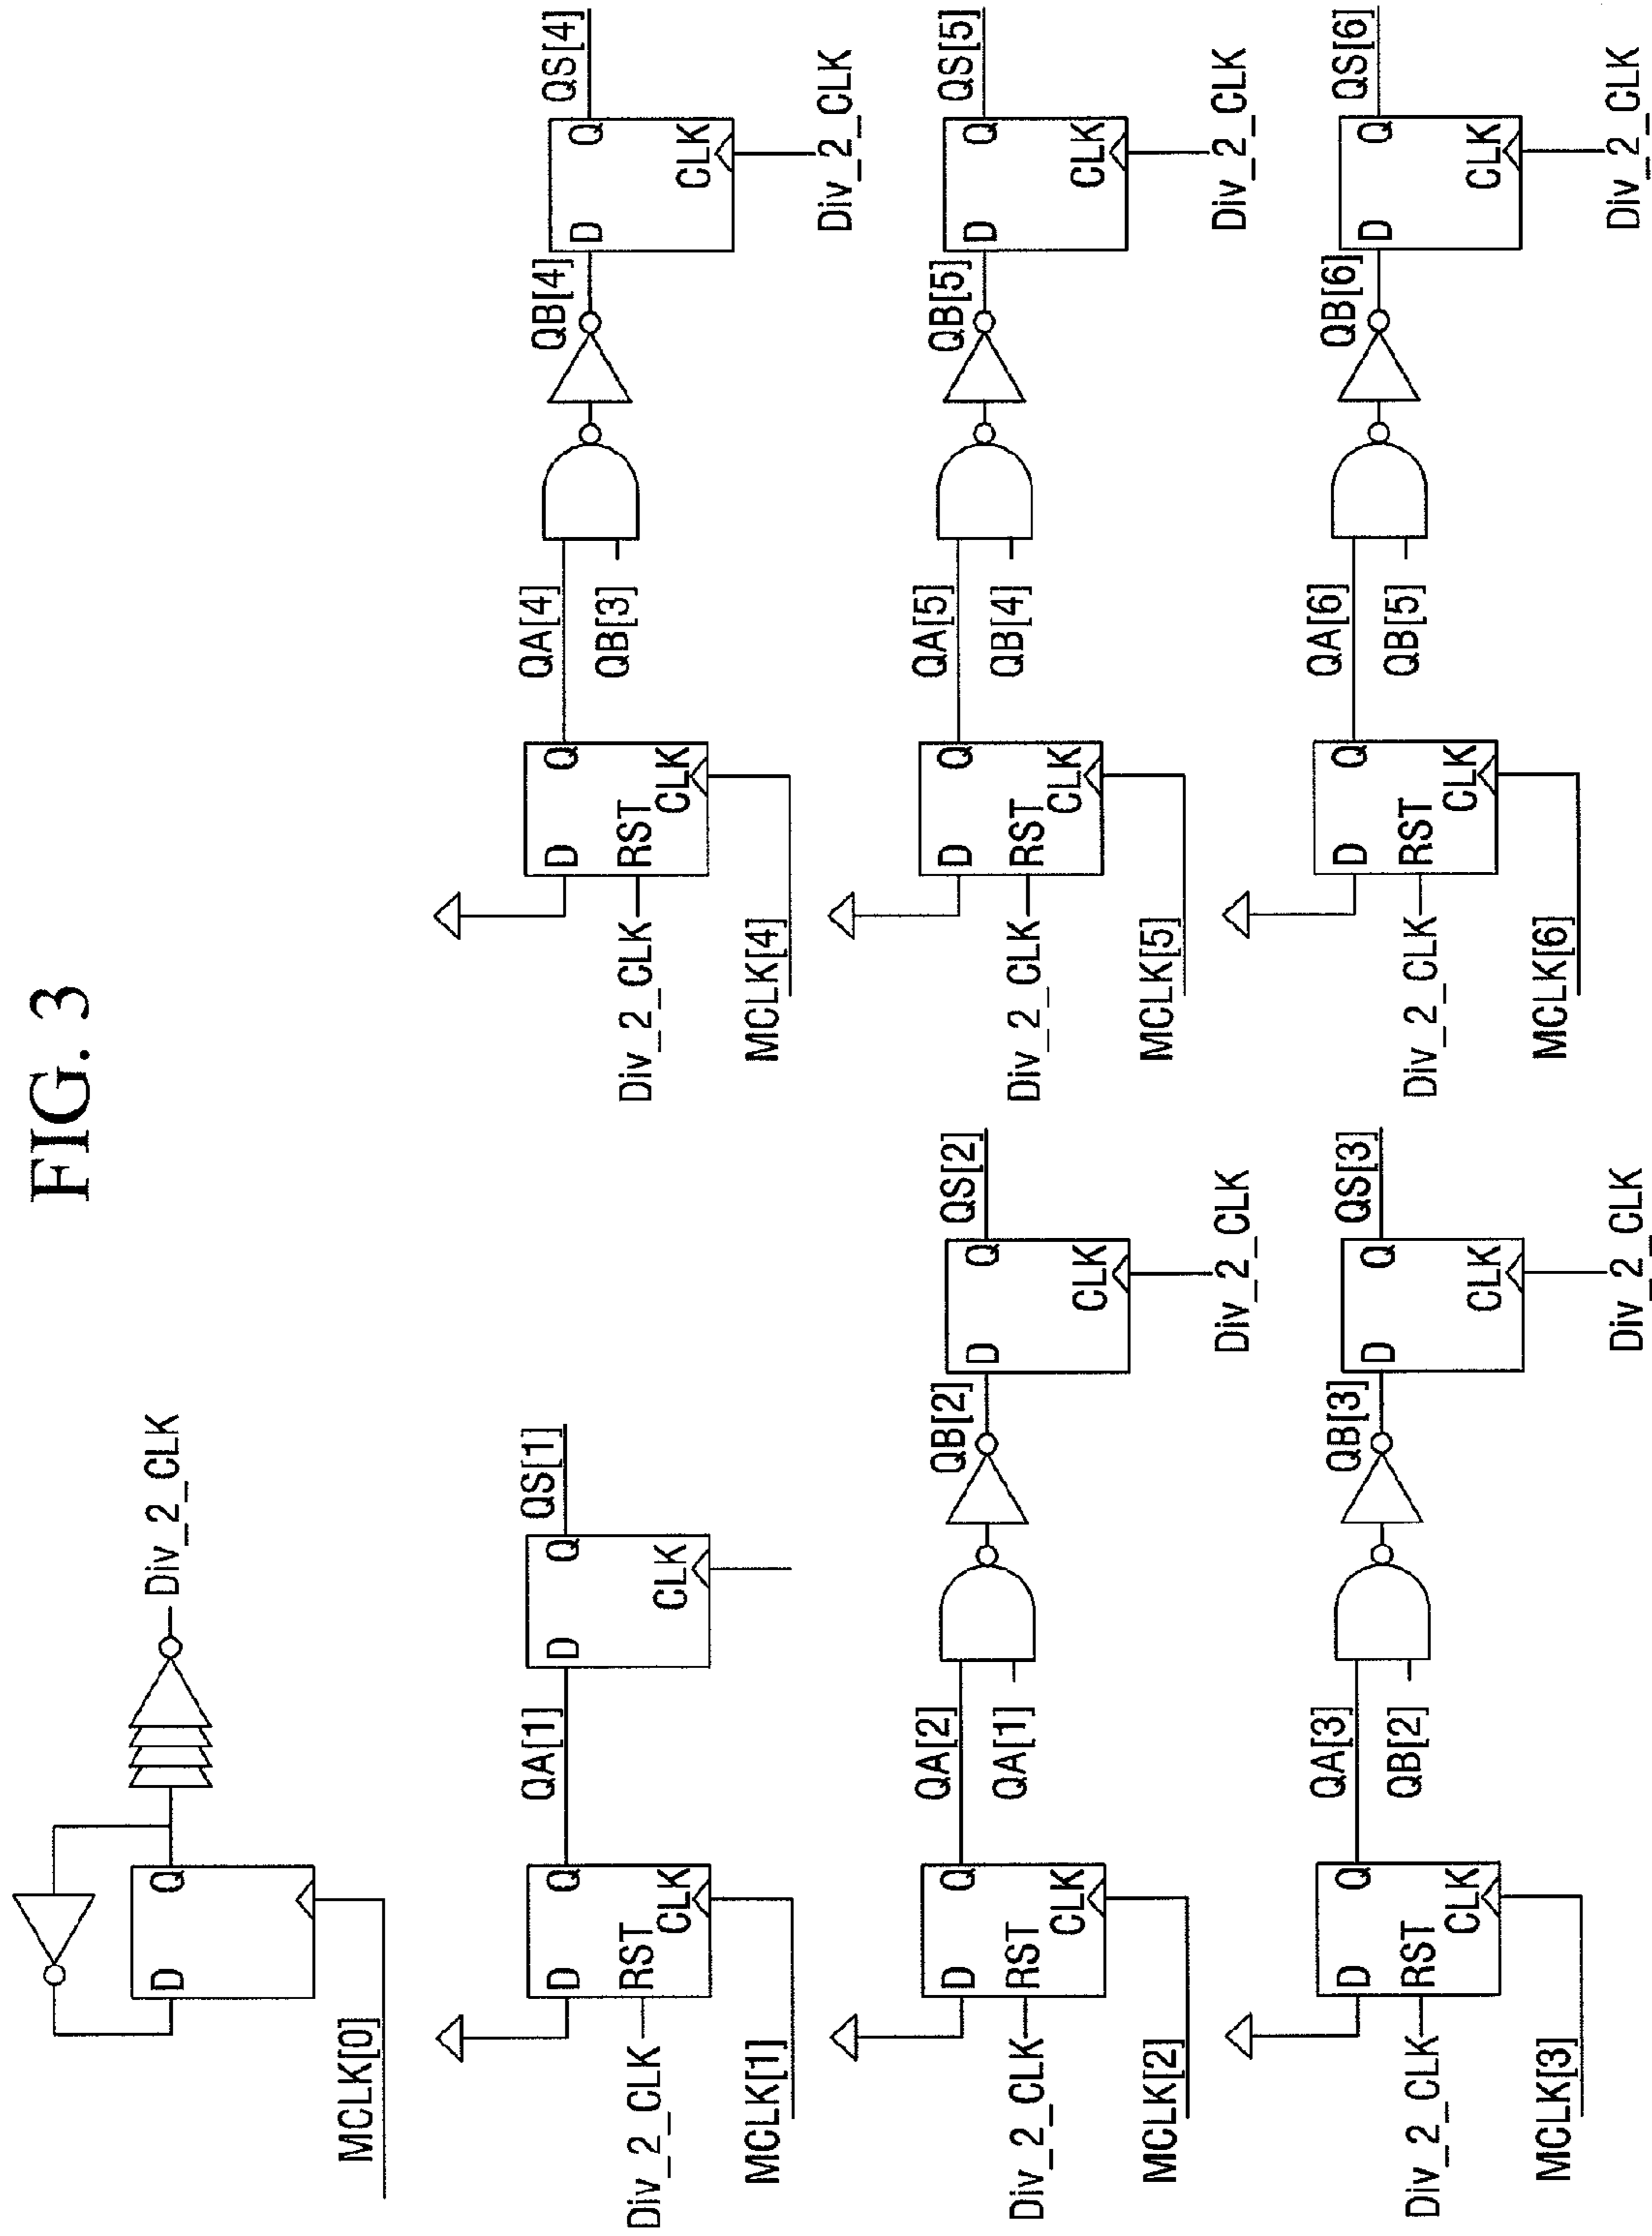 FIG. 3
D
Q
MCLK[0]
Div_2_CLK
D
Q
RST
CLK
Div_2_CLK
MCLK[1]
QA[1]
D
Q
CLK
QS[1]
D
Q
RST
CLK
Div_2_CLK
MCLK[2]
QA[2]
QA[1]
QB[2]
D
Q
CLK
QS[2]
Div_2_CLK
D
Q
RST
CLK
Div_2_CLK
MCLK[3]
QA[3]
QB[2]
QB[3]
D
Q
CLK
QS[3]
Div_2_CLK
D
Q
RST
CLK
Div_2_CLK
MCLK[4]
QA[4]
QB[3]
QB[4]
D
Q
CLK
QS[4]
Div_2_CLK
D
Q
RST
CLK
Div_2_CLK
MCLK[5]
QA[5]
QB[4]
QB[5]
D
Q
CLK
QS[5]
Div_2_CLK
D
Q
RST
CLK
Div_2_CLK
MCLK[6]
QA[6]
QB[5]
QB[6]
D
Q
CLK
QS[6]
Div_2_CLK